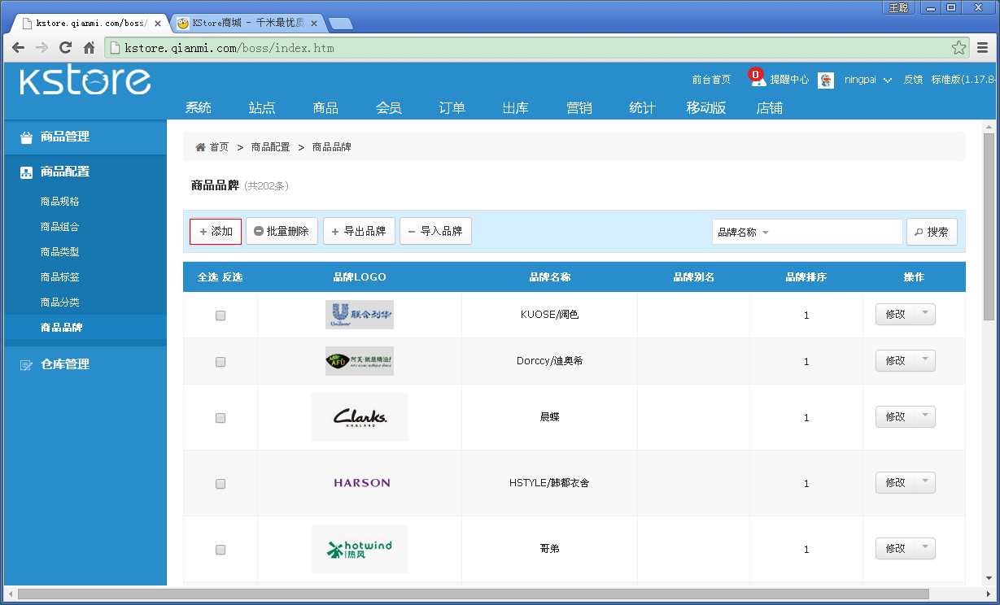 王聪
kstore.qianmi.com/boss/
KStore商城 - 千米最优质
kstore.qianmi.com/boss/index.htm
kstore
前台首页 0 提醒中心 ningpai 反馈 标准版(1.17.8-
系统 站点 商品 会员 订单 出库 营销 统计 移动版 店铺
商品管理
商品配置
商品规格
商品组合
商品类型
商品标签
商品分类
商品品牌
仓库管理
首页 > 商品配置 > 商品品牌
商品品牌 (共202条)
+ 添加 批量删除 + 导出品牌 − 导入品牌 品牌名称 搜索
全选 反选 品牌LOGO 品牌名称 品牌别名 品牌排序 操作
联合利华
Unilever
KUOSE/阔色 1 修改
AFU 阿芙·就是精油!
Dorccy/迪奥希 1 修改
Clarks.
ENGLAND
晨蝶 1 修改
HARSON HSTYLE/韩都衣舍 1 修改
hotwind
热风
哥弟 1 修改